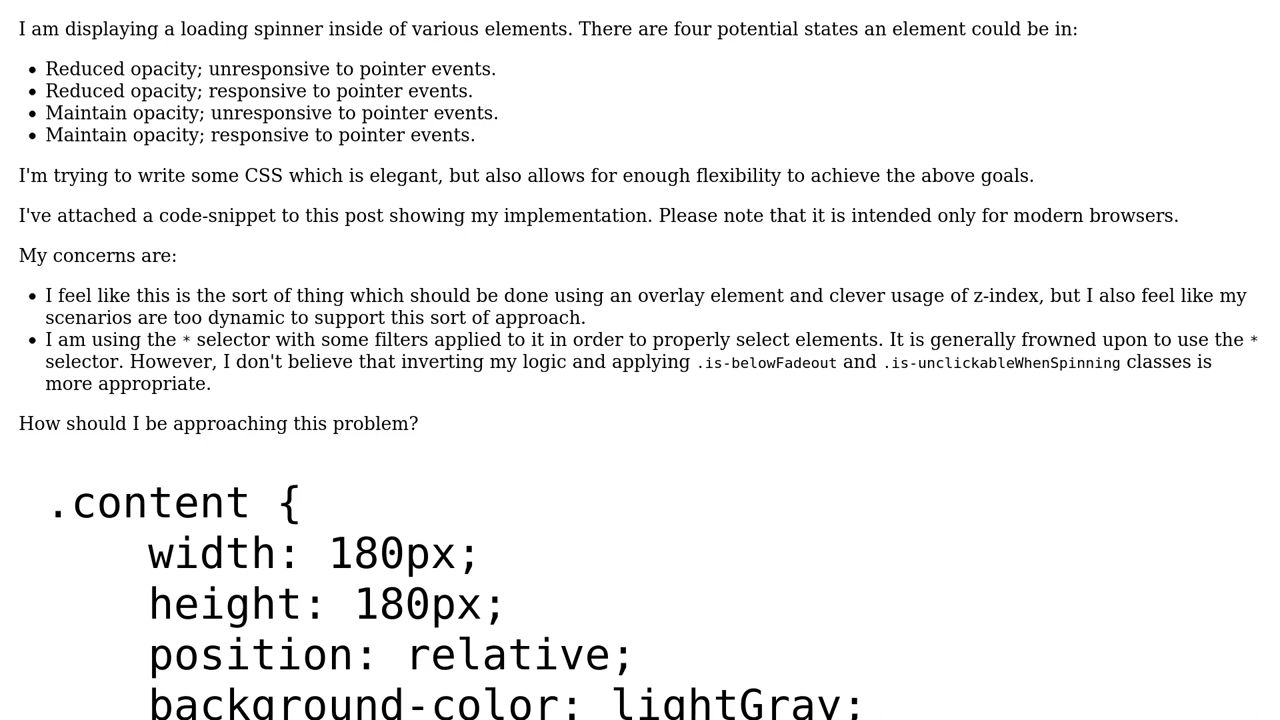 I am displaying a loading spinner inside of various elements. There are four potential states an element could be in:
• Reduced opacity; unresponsive to pointer events.
• Reduced opacity; responsive to pointer events.
• Maintain opacity; unresponsive to pointer events.
• Maintain opacity; responsive to pointer events.
I'm trying to write some CSS which is elegant, but also allows for enough flexibility to achieve the above goals.
I've attached a code-snippet to this post showing my implementation. Please note that it is intended only for modern browsers.
My concerns are:
• I feel like this is the sort of thing which should be done using an overlay element and clever usage of z-index, but I also feel like my
scenarios are too dynamic to support this sort of approach.
• I am using the * selector with some filters applied to it in order to properly select elements. It is generally frowned upon to use the *
selector. However, I don't believe that inverting my logic and applying .is-belowFadeout and .is-unclickableWhenSpinning classes is
more appropriate.
How should I be approaching this problem?
.content {
    width: 180px;
    height: 180px;
    position: relative;
    background-color: lightGray;